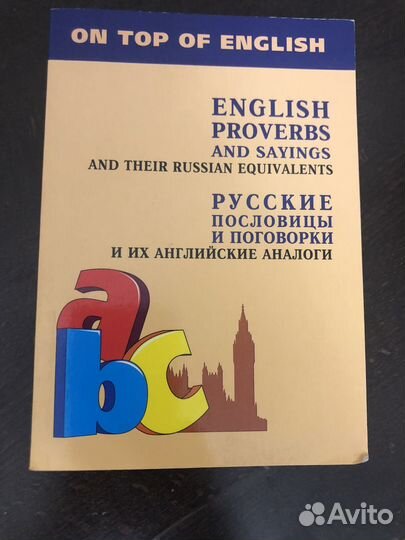 ON TOP OF ENGLISH
ENGLISH
PROVERBS
AND SAYINGS
AND THEIR RUSSIAN EQUIVALENTS
РУССКИЕ
ПОСЛОВИЦЫ
И ПОГОВОРКИ
И ИХ АНГЛИЙСКИЕ АНАЛОГИ
abc
Avito